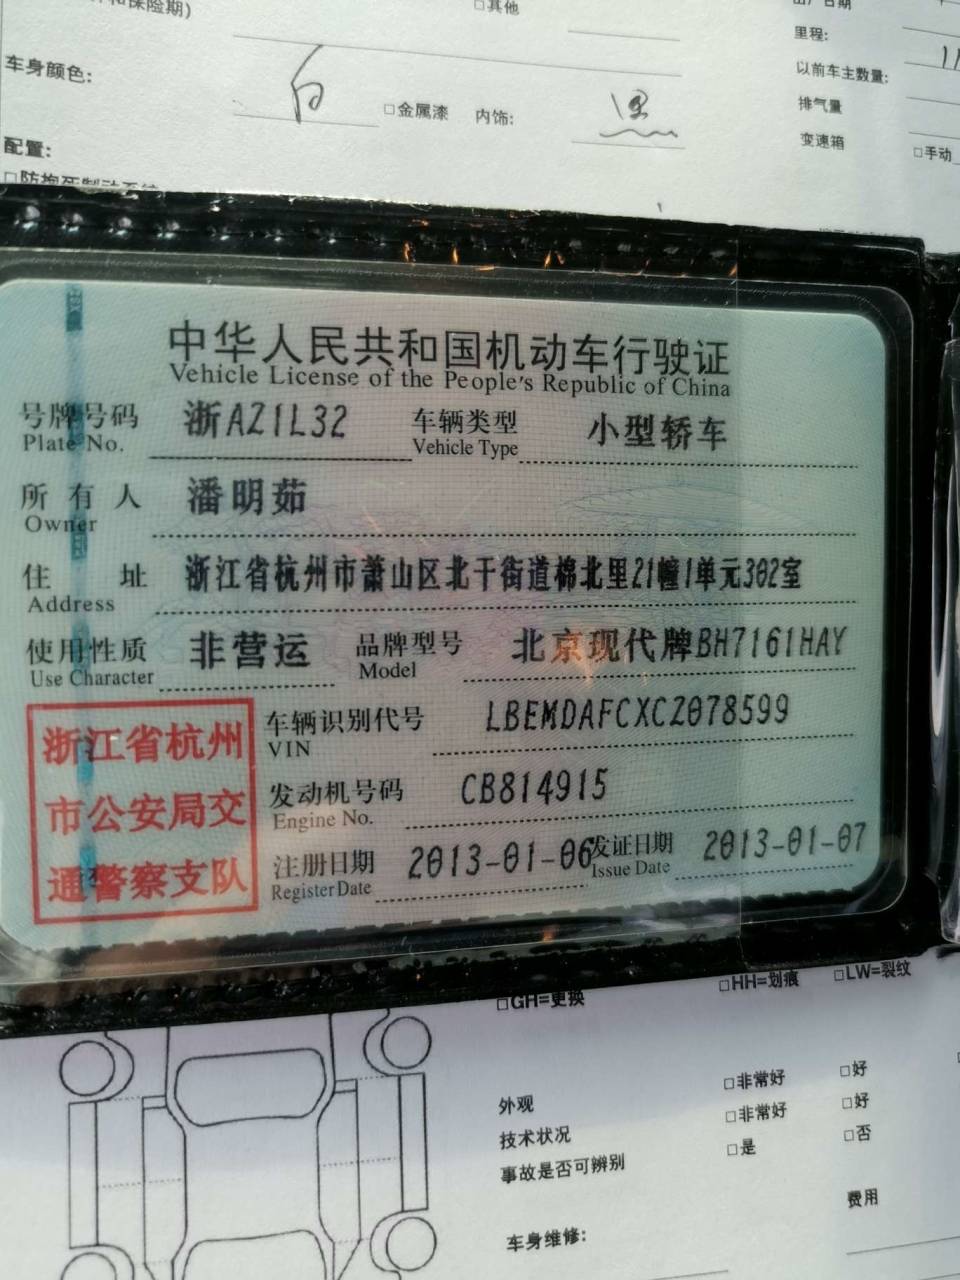 和保险期)
□其他
里程:
车身颜色:
白
□金属漆
内饰:
黑
以前车主数量:
排气量
变速箱
□手动
配置:
中华人民共和国机动车行驶证
Vehicle License of the People's Republic of China
号牌号码 浙AZ1L32 车辆类型 小型轿车
Plate No. Vehicle Type
所有人 潘明茹
Owner
住址 浙江省杭州市萧山区北干街道棉北里21幢1单元302室
Address
使用性质 非营运 品牌型号 北京现代牌BH7161HAY
Use Character Model
浙江省杭州
市公安局交
通警察支队
车辆识别代号 LBEMDAFCXCZ078599
VIN
发动机号码 CB814915
Engine No.
注册日期 2013-01-06 发证日期 2013-01-07
Register Date Issue Date
□GH=更换 □HH=划痕 □LW=裂纹
外观 □非常好 □好
技术状况 □非常好 □好
事故是否可辨别 □是 □否
费用
车身维修: